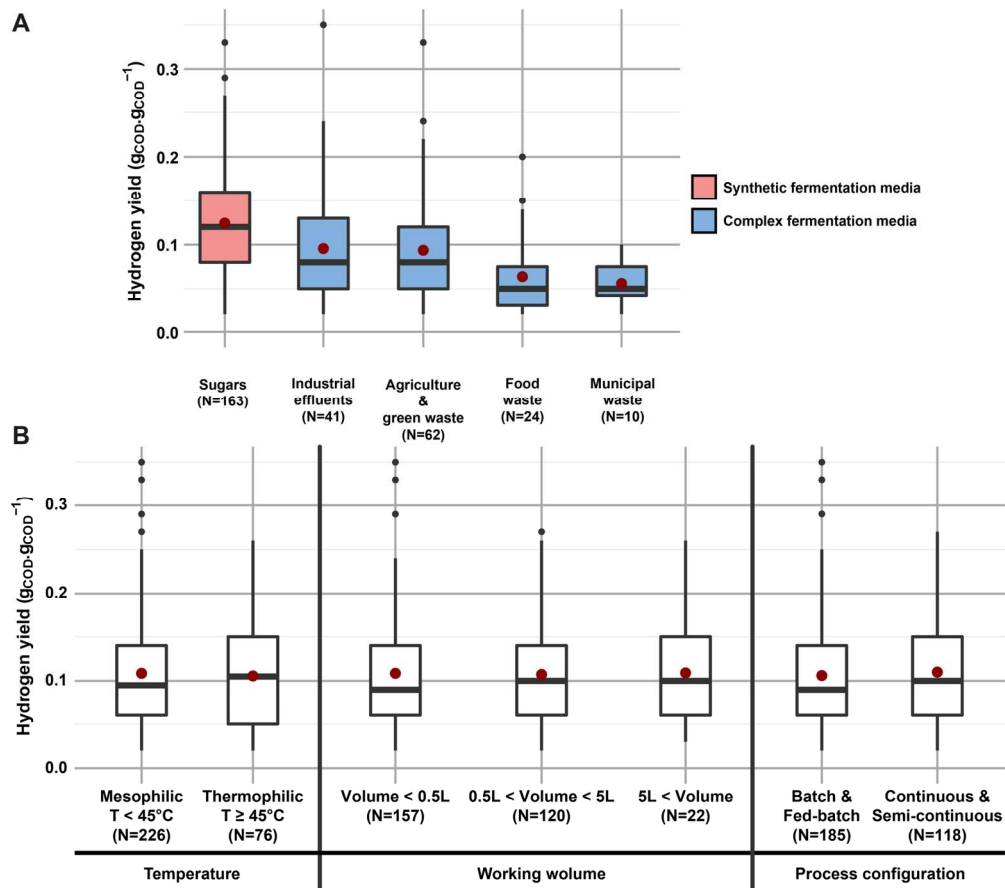 A
Hydrogen yield (gCOD.gCOD⁻¹)
0.3
0.2
0.1
0.0
Synthetic fermentation media
Complex fermentation media
Sugars
(N=163)
Industrial
effluents
(N=41)
Agriculture
&
green waste
(N=62)
Food
waste
(N=24)
Municipal
waste
(N=10)
B
Hydrogen yield (gCOD.gCOD⁻¹)
0.3
0.2
0.1
0.0
Mesophilic
T < 45°C
(N=226)
Thermophilic
T ≥ 45°C
(N=76)
Volume < 0.5L
(N=157)
0.5L < Volume < 5L
(N=120)
5L < Volume
(N=22)
Batch &
Fed-batch
(N=185)
Continuous &
Semi-continuous
(N=118)
Temperature
Working wolume
Process configuration